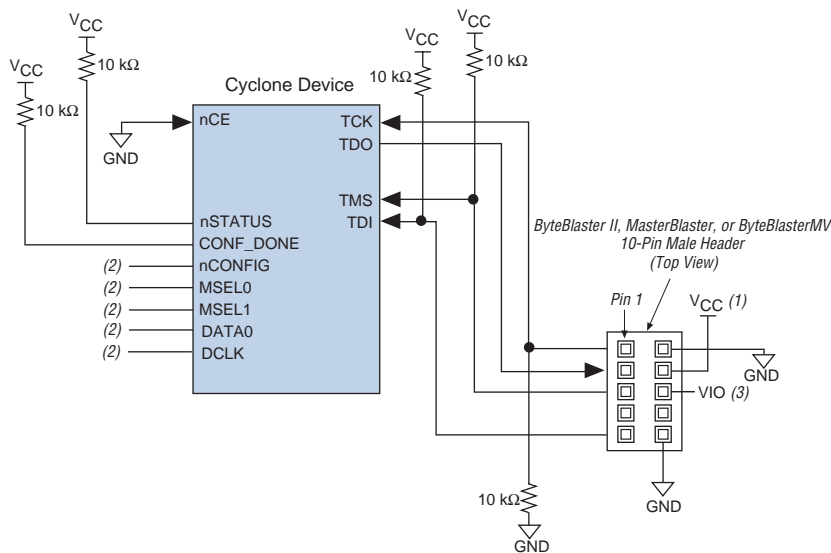 VCC
VCC
10 kΩ
10 kΩ
VCC
VCC
10 kΩ
10 kΩ
Cyclone Device
nCE
GND
TCK
TDO
TMS
TDI
nSTATUS
CONF_DONE
(2) nCONFIG
(2) MSEL0
(2) MSEL1
(2) DATA0
(2) DCLK
ByteBlaster II, MasterBlaster, or ByteBlasterMV
10-Pin Male Header
(Top View)
Pin 1
VCC (1)
GND
VIO (3)
GND
10 kΩ
GND